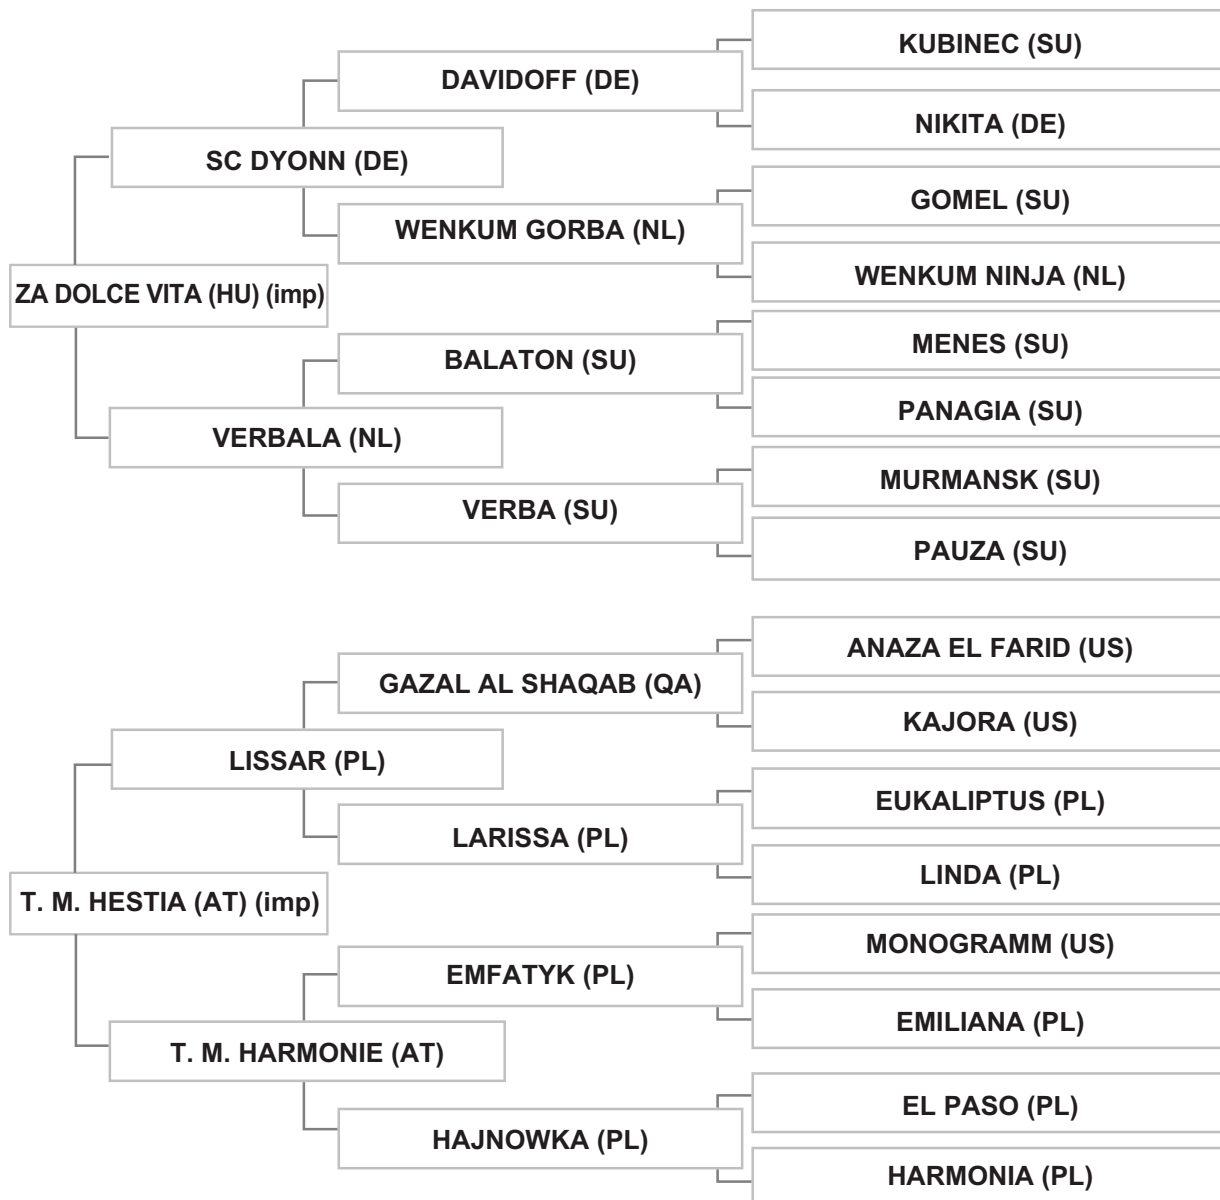 KUBINEC (SU)
DAVIDOFF (DE)
NIKITA (DE)
SC DYONN (DE)
GOMEL (SU)
WENKUM GORBA (NL)
WENKUM NINJA (NL)
ZA DOLCE VITA (HU) (imp)
MENES (SU)
BALATON (SU)
PANAGIA (SU)
VERBALA (NL)
MURMANSK (SU)
VERBA (SU)
PAUZA (SU)
ANAZA EL FARID (US)
GAZAL AL SHAQAB (QA)
KAJORA (US)
LISSAR (PL)
EUKALIPTUS (PL)
LARISSA (PL)
LINDA (PL)
T. M. HESTIA (AT) (imp)
MONOGRAMM (US)
EMFATYK (PL)
EMILIANA (PL)
T. M. HARMONIE (AT)
EL PASO (PL)
HAJNOWKA (PL)
HARMONIA (PL)